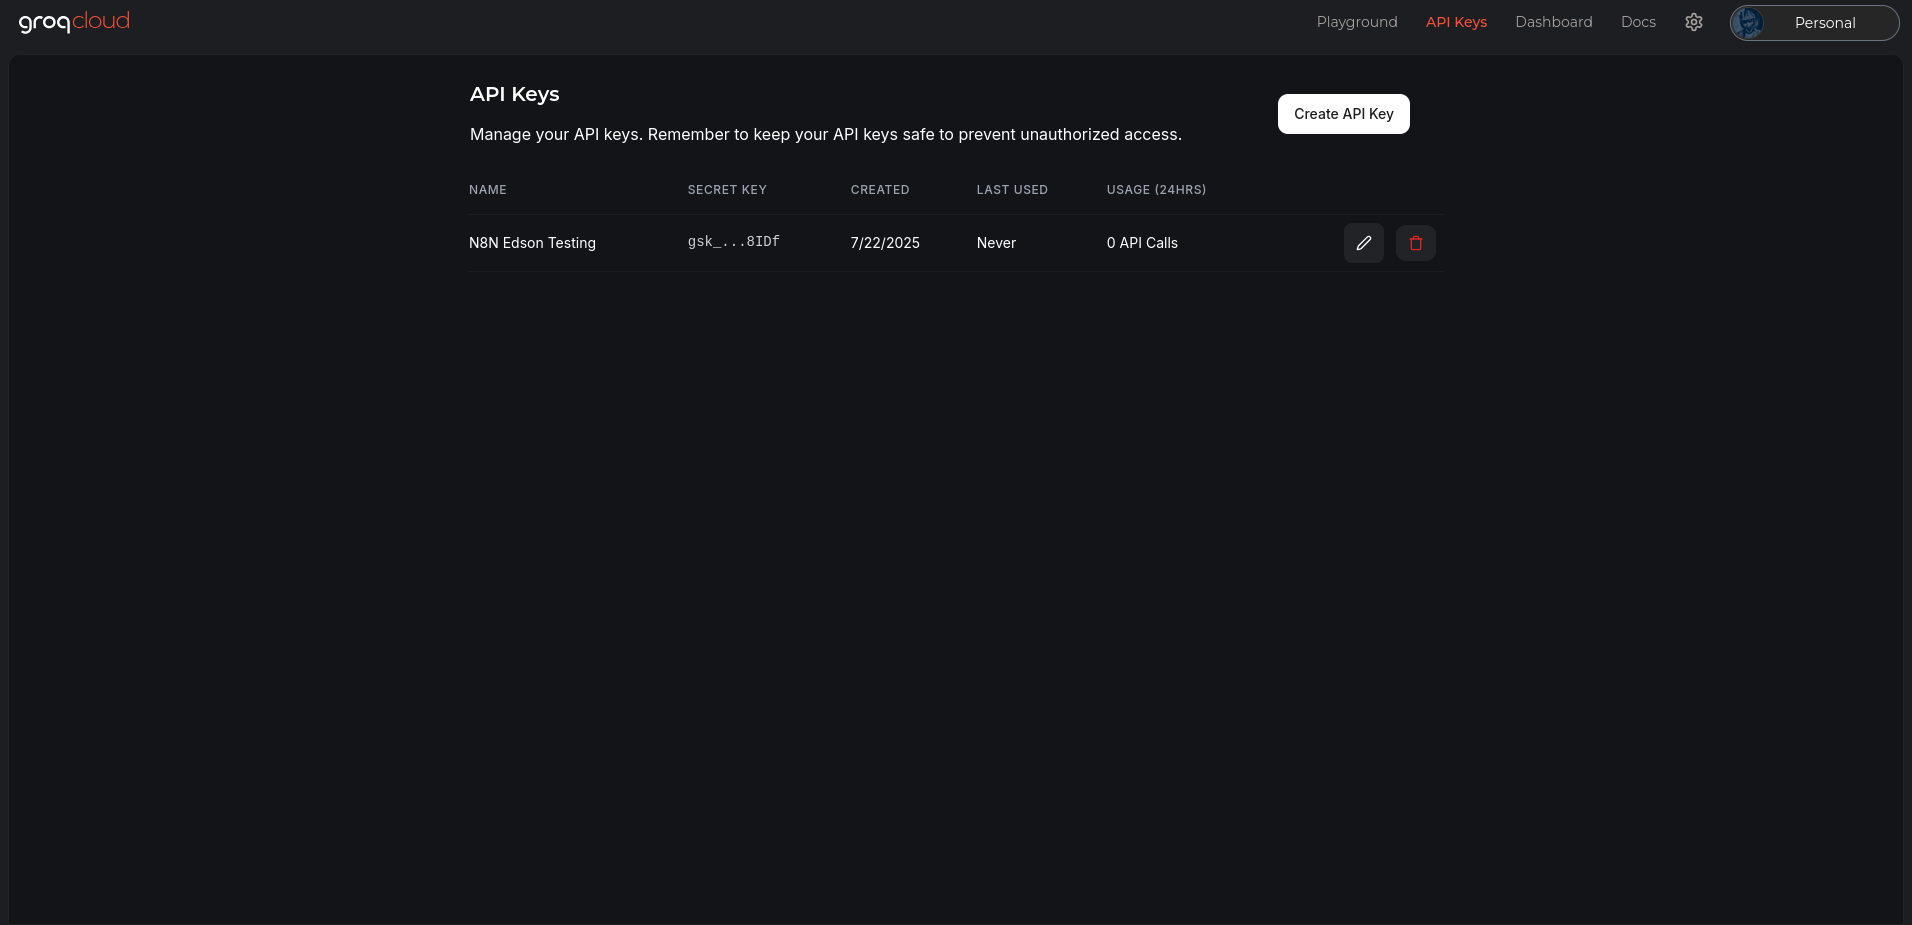 groqcloud
Playground API Keys Dashboard Docs Personal
API Keys
Create API Key
Manage your API keys. Remember to keep your API keys safe to prevent unauthorized access.
NAME SECRET KEY CREATED LAST USED USAGE (24HRS)
N8N Edson Testing gsk_...8IDf 7/22/2025 Never 0 API Calls